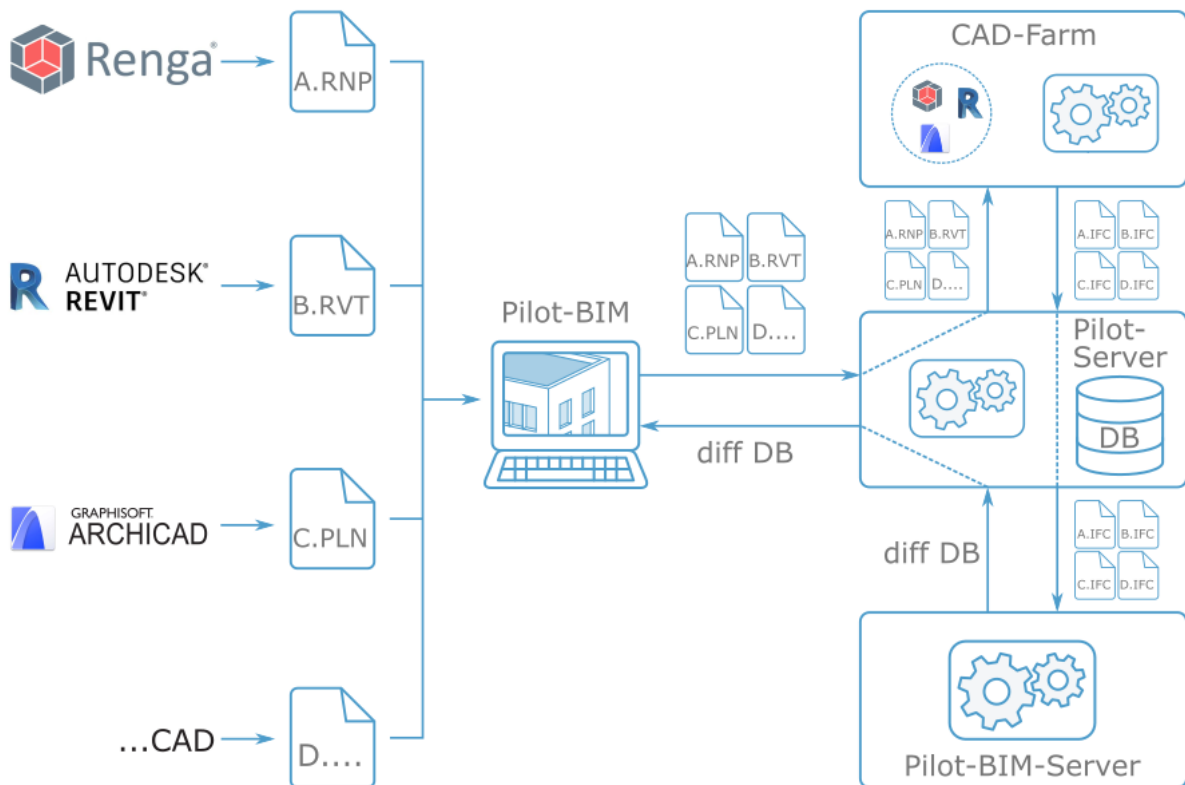 Renga®
A.RNP
AUTODESK®
REVIT®
B.RVT
GRAPHISOFT.
ARCHICAD
C.PLN
...CAD
D....
Pilot-BIM
A.RNP B.RVT
C.PLN D....
diff DB
CAD-Farm
A.RNP B.RVT
C.PLN D....
A.IFC B.IFC
C.IFC D.IFC
Pilot-
Server
DB
diff DB
A.IFC B.IFC
C.IFC D.IFC
Pilot-BIM-Server